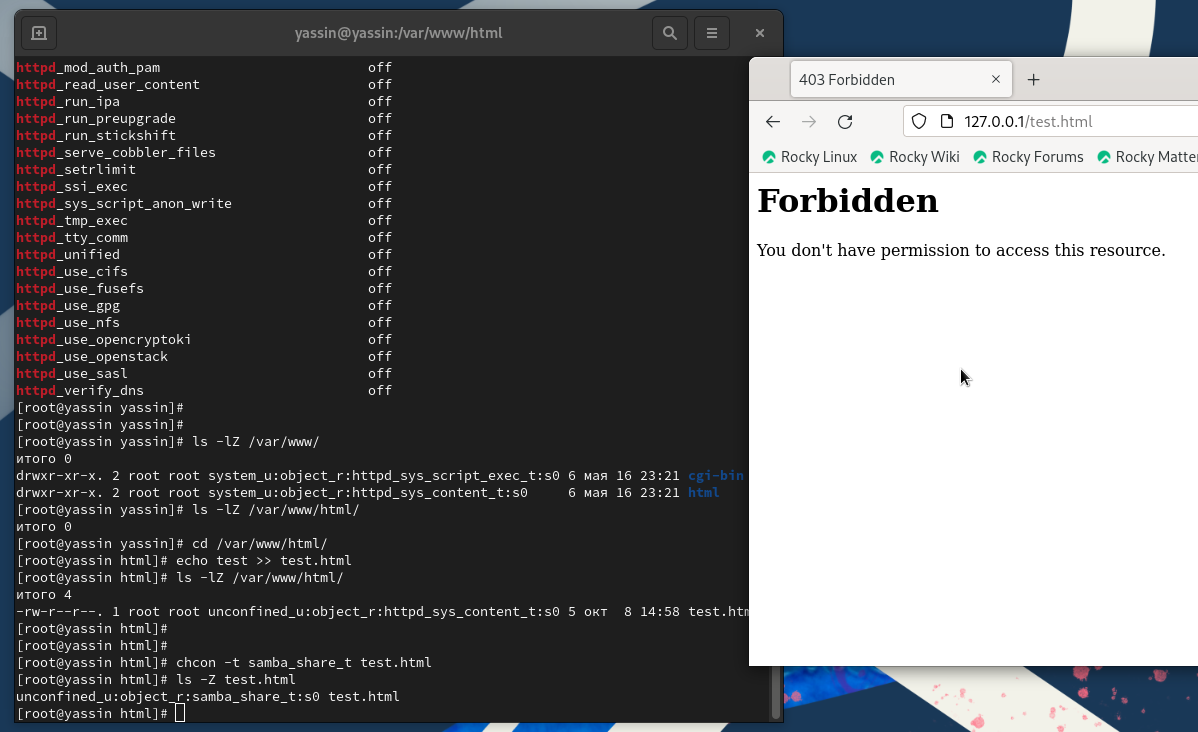 yassin@yassin:/var/www/html
httpd_mod_auth_pam off
httpd_read_user_content off
httpd_run_ipa off
httpd_run_preupgrade off
httpd_run_stickshift off
httpd_serve_cobbler_files off
httpd_setrlimit off
httpd_ssi_exec off
httpd_sys_script_anon_write off
httpd_tmp_exec off
httpd_tty_comm off
httpd_unified off
httpd_use_cifs off
httpd_use_fusefs off
httpd_use_gpg off
httpd_use_nfs off
httpd_use_opencryptoki off
httpd_use_openstack off
httpd_use_sasl off
httpd_verify_dns off
[root@yassin yassin]#
[root@yassin yassin]#
[root@yassin yassin]# ls -lZ /var/www/
итого 0
drwxr-xr-x. 2 root root system_u:object_r:httpd_sys_script_exec_t:s0 6 мая 16 23:21 cgi-bin
drwxr-xr-x. 2 root root system_u:object_r:httpd_sys_content_t:s0 6 мая 16 23:21 html
[root@yassin yassin]# ls -lZ /var/www/html/
итого 0
[root@yassin yassin]# cd /var/www/html/
[root@yassin html]# echo test >> test.html
[root@yassin html]# ls -lZ /var/www/html/
итого 4
-rw-r--r--. 1 root root unconfined_u:object_r:httpd_sys_content_t:s0 5 окт 8 14:58 test.htm
[root@yassin html]#
[root@yassin html]#
[root@yassin html]# chcon -t samba_share_t test.html
[root@yassin html]# ls -Z test.html
unconfined_u:object_r:samba_share_t:s0 test.html
[root@yassin html]#
403 Forbidden
127.0.0.1/test.html
Rocky Linux Rocky Wiki Rocky Forums Rocky Matter
Forbidden
You don't have permission to access this resource.